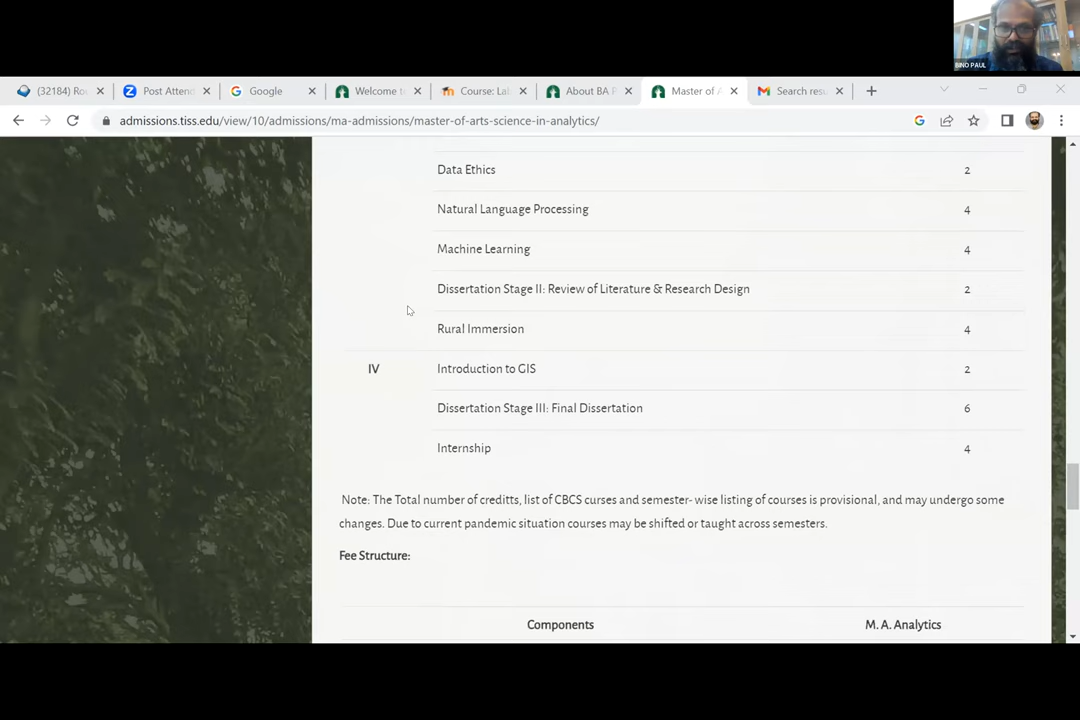 BINO PAUL
(32184) Ro
Post Attend
Google
Welcome t
Course: La
About BA P
Master of A
Search resu
admissions.tiss.edu/view/10/admissions/ma-admissions/master-of-arts-science-in-analytics/
Data Ethics 2
Natural Language Processing 4
Machine Learning 4
Dissertation Stage II: Review of Literature & Research Design 2
Rural Immersion 4
IV Introduction to GIS 2
Dissertation Stage III: Final Dissertation 6
Internship 4
Note: The Total number of creditts, list of CBCS curses and semester- wise listing of courses is provisional, and may undergo some
changes. Due to current pandemic situation courses may be shifted or taught across semesters.
Fee Structure:
Components M. A. Analytics